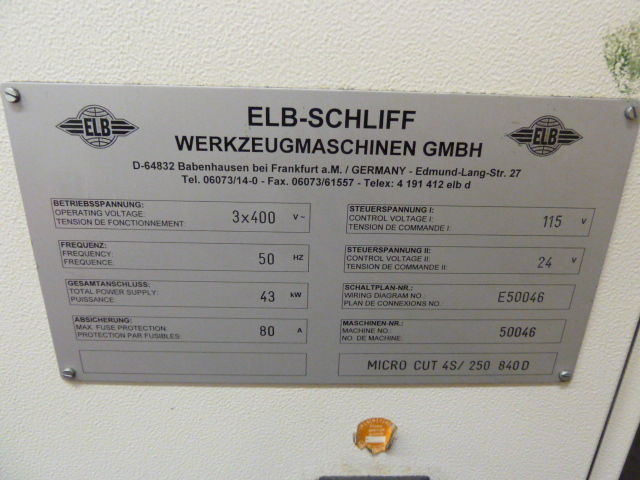 ELB
ELB
ELB-SCHLIFF
WERKZEUGMASCHINEN GMBH
D-64832 Babenhausen bei Frankfurt a.M. / GERMANY - Edmund-Lang-Str. 27
Tel. 06073/14-0 - Fax. 06073/61557 - Telex: 4 191 412 elb d
BETRIEBSSPANNUNG:
OPERATING VOLTAGE: 3x400 V~
TENSION DE FONCTIONNEMENT:
FREQUENZ:
FREQUENCY: 50 HZ
FREQUENCE:
GESAMTANSCHLUSS:
TOTAL POWER SUPPLY: 43 kW
PUISSANCE:
ABSICHERUNG:
MAX. FUSE PROTECTION: 80 A
PROTECTION PAR FUSIBLES:
STEUERSPANNUNG I:
CONTROL VOLTAGE I: 115 V
TENSION DE COMMANDE I:
STEUERSPANNUNG II:
CONTROL VOLTAGE II: 24 V
TENSION DE COMMANDE II:
SCHALTPLAN-NR.:
WIRING DIAGRAM NO.: E50046
PLAN DE CONNEXIONS NO.:
MASCHINEN-NR.:
MACHINE NO.: 50046
NO. DE MACHINE:
MICRO CUT 4S/ 250 840 D